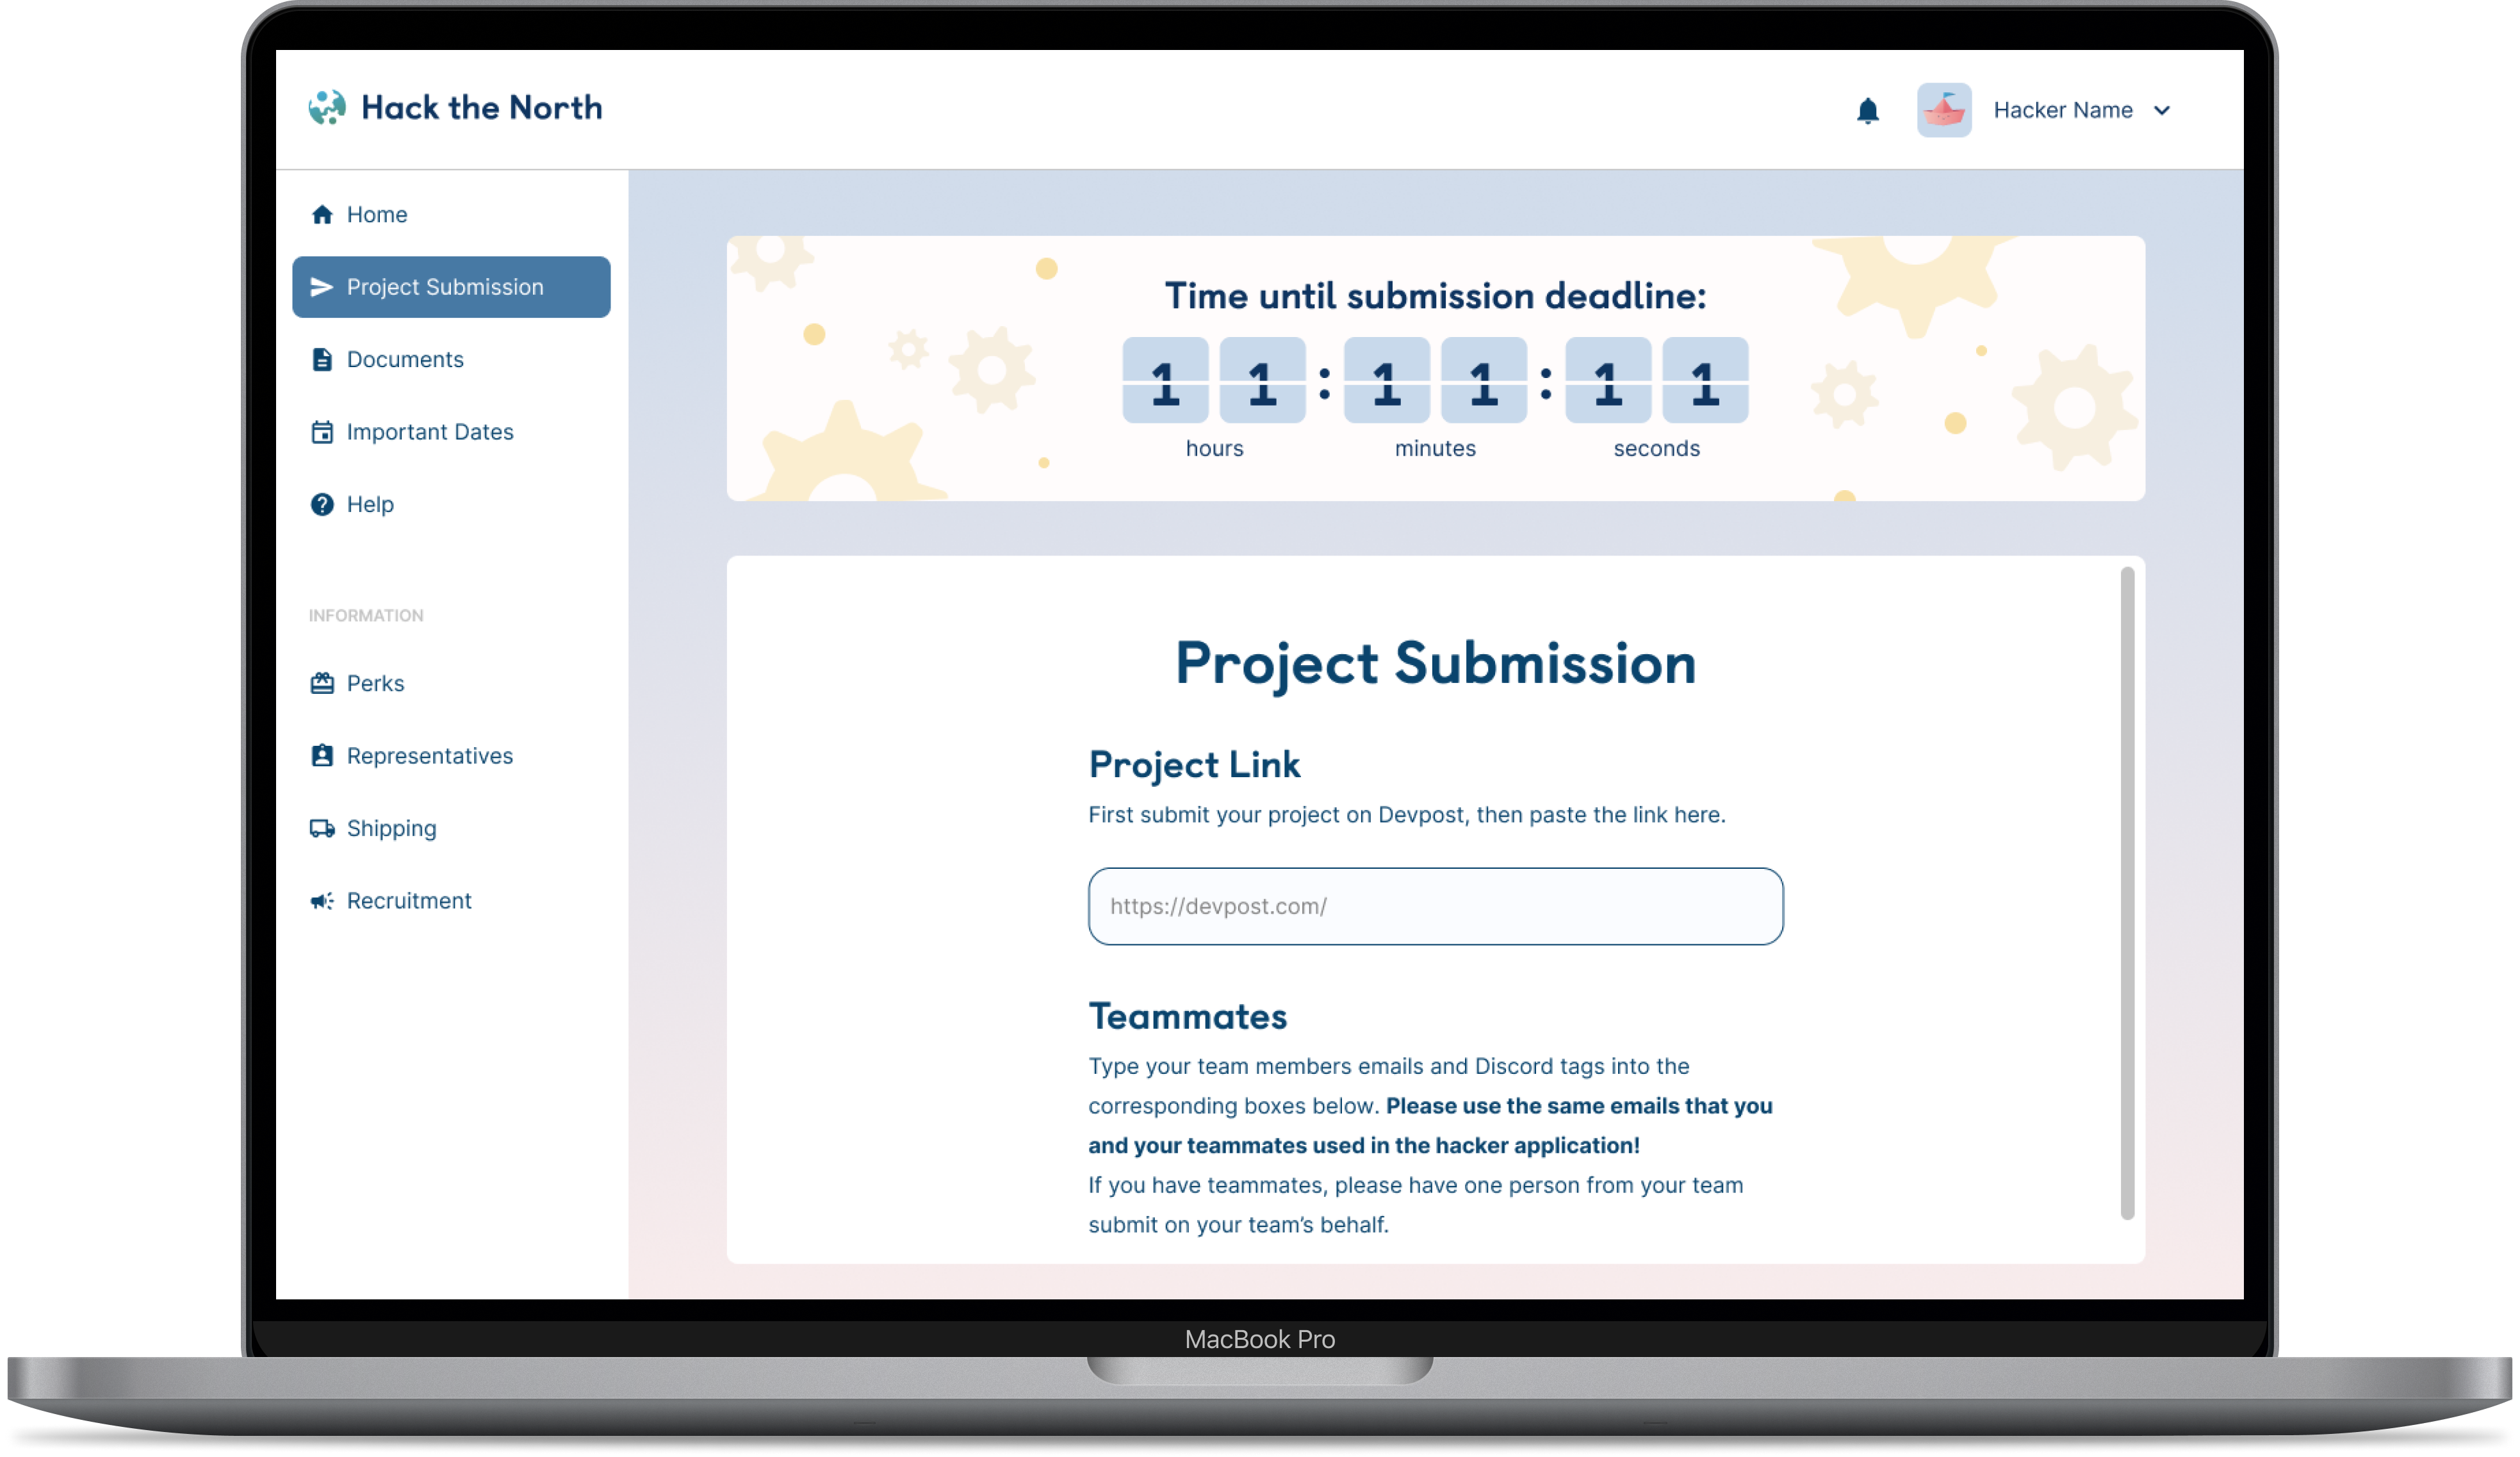 Hack the North
Hacker Name
Home
Project Submission
Documents
Important Dates
Help
INFORMATION
Perks
Representatives
Shipping
Recruitment
Time until submission deadline:
1 1 : 1 1 : 1 1
hours minutes seconds
Project Submission
Project Link
First submit your project on Devpost, then paste the link here.
https://devpost.com/
Teammates
Type your team members emails and Discord tags into the
corresponding boxes below. Please use the same emails that you
and your teammates used in the hacker application!
If you have teammates, please have one person from your team
submit on your team’s behalf.
MacBook Pro